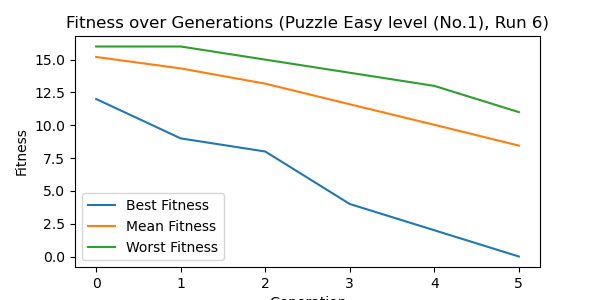 Fitness over Generations (Puzzle Easy level (No.1), Run 6)
15.0
12.5
10.0
7.5
5.0
2.5
0.0
Fitness
Best Fitness
Mean Fitness
Worst Fitness
0 1 2 3 4 5
Generation